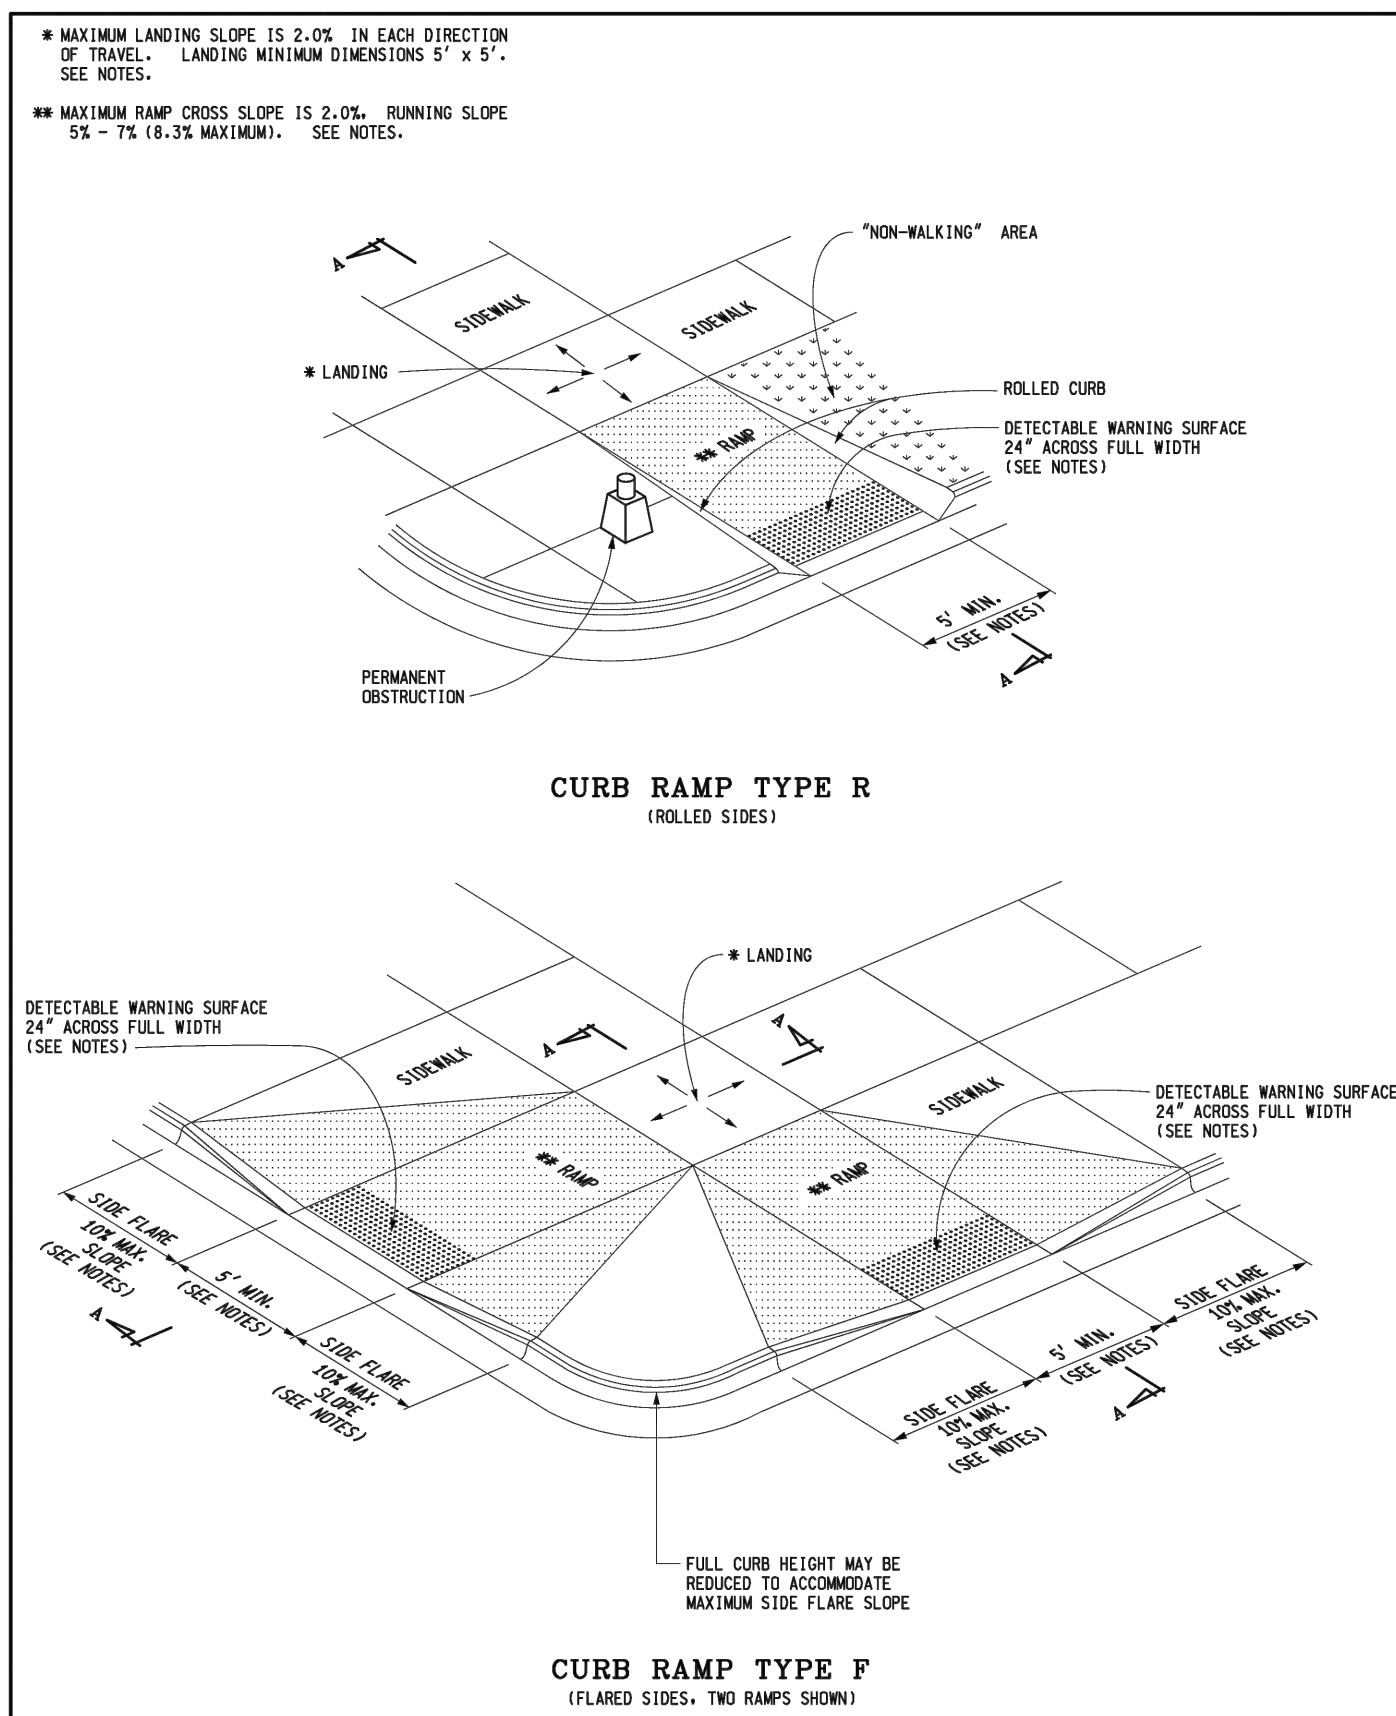 * MAXIMUM LANDING SLOPE IS 2.0% IN EACH DIRECTION
OF TRAVEL. LANDING MINIMUM DIMENSIONS 5' x 5'.
SEE NOTES.
** MAXIMUM RAMP CROSS SLOPE IS 2.0%, RUNNING SLOPE
5% - 7% (8.3% MAXIMUM). SEE NOTES.
"NON-WALKING" AREA
A
SIDEWALK
SIDEWALK
* LANDING
ROLLED CURB
DETECTABLE WARNING SURFACE
24" ACROSS FULL WIDTH
(SEE NOTES)
** RAMP
5' MIN.
(SEE NOTES)
A
PERMANENT
OBSTRUCTION
CURB RAMP TYPE R
(ROLLED SIDES)
* LANDING
DETECTABLE WARNING SURFACE
24" ACROSS FULL WIDTH
(SEE NOTES)
A
A
SIDEWALK
SIDEWALK
DETECTABLE WARNING SURFACE
24" ACROSS FULL WIDTH
(SEE NOTES)
** RAMP
** RAMP
SIDE FLARE
10% MAX.
SLOPE
(SEE NOTES)
5' MIN.
(SEE NOTES)
A
SIDE FLARE
10% MAX.
SLOPE
(SEE NOTES)
SIDE FLARE
10% MAX.
SLOPE
(SEE NOTES)
5' MIN.
(SEE NOTES)
A
SIDE FLARE
10% MAX.
SLOPE
(SEE NOTES)
FULL CURB HEIGHT MAY BE
REDUCED TO ACCOMMODATE
MAXIMUM SIDE FLARE SLOPE
CURB RAMP TYPE F
(FLARED SIDES, TWO RAMPS SHOWN)